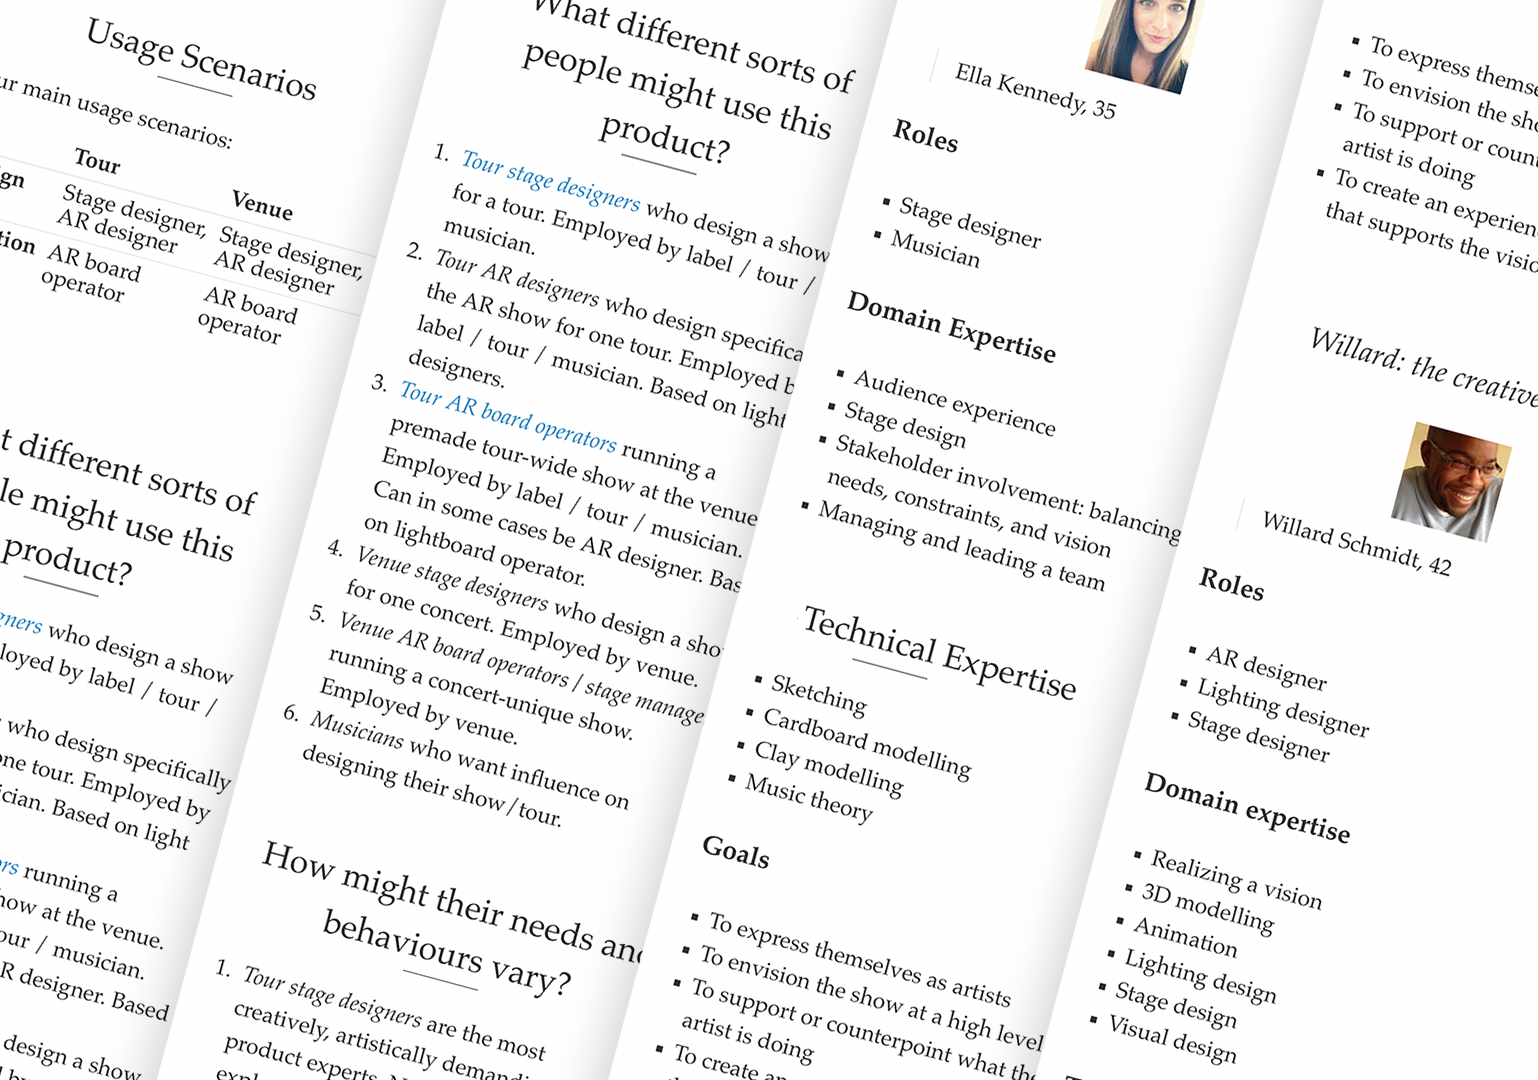 Usage Scenarios
ur main usage scenarios:
Tour
Venue
Stage designer,
AR designer
Stage designer,
AR designer
AR board
operator
AR board
operator
different sorts of
might use this
product?
who design a show
by label / tour /
who design specifically
one tour. Employed by
Based on light
running a
show at the venue.
/ musician.
designer. Based
design a show
What different sorts of
people might use this
product?
1. Tour stage designers who design a show
for a tour. Employed by label / tour /
musician.
2. Tour AR designers who design specifica
the AR show for one tour. Employed b
label / tour / musician. Based on light
designers.
3. Tour AR board operators running a
premade tour-wide show at the venue
Employed by label / tour / musician.
Can in some cases be AR designer. Bas
on lightboard operator.
4. Venue stage designers who design a sho
for one concert. Employed by venue.
5. Venue AR board operators / stage manage
running a concert-unique show.
Employed by venue.
6. Musicians who want influence on
designing their show/tour.
How might their needs and
behaviours vary?
1. Tour stage designers are the most
creatively, artistically demandi
product experts.
Ella Kennedy, 35
Roles
▪ Stage designer
▪ Musician
Domain Expertise
▪ Audience experience
▪ Stage design
▪ Stakeholder involvement: balancing
needs, constraints, and vision
▪ Managing and leading a team
Technical Expertise
▪ Sketching
▪ Cardboard modelling
▪ Clay modelling
▪ Music theory
Goals
▪ To express themselves as artists
▪ To envision the show at a high level
▪ To support or counterpoint what the
artist is doing
▪ To create an
▪ To express themse
▪ To envision the sho
▪ To support or coun
artist is doing
▪ To create an experien
that supports the visio
Willard: the creative
Willard Schmidt, 42
Roles
▪ AR designer
▪ Lighting designer
▪ Stage designer
Domain expertise
▪ Realizing a vision
▪ 3D modelling
▪ Animation
▪ Lighting design
▪ Stage design
▪ Visual design